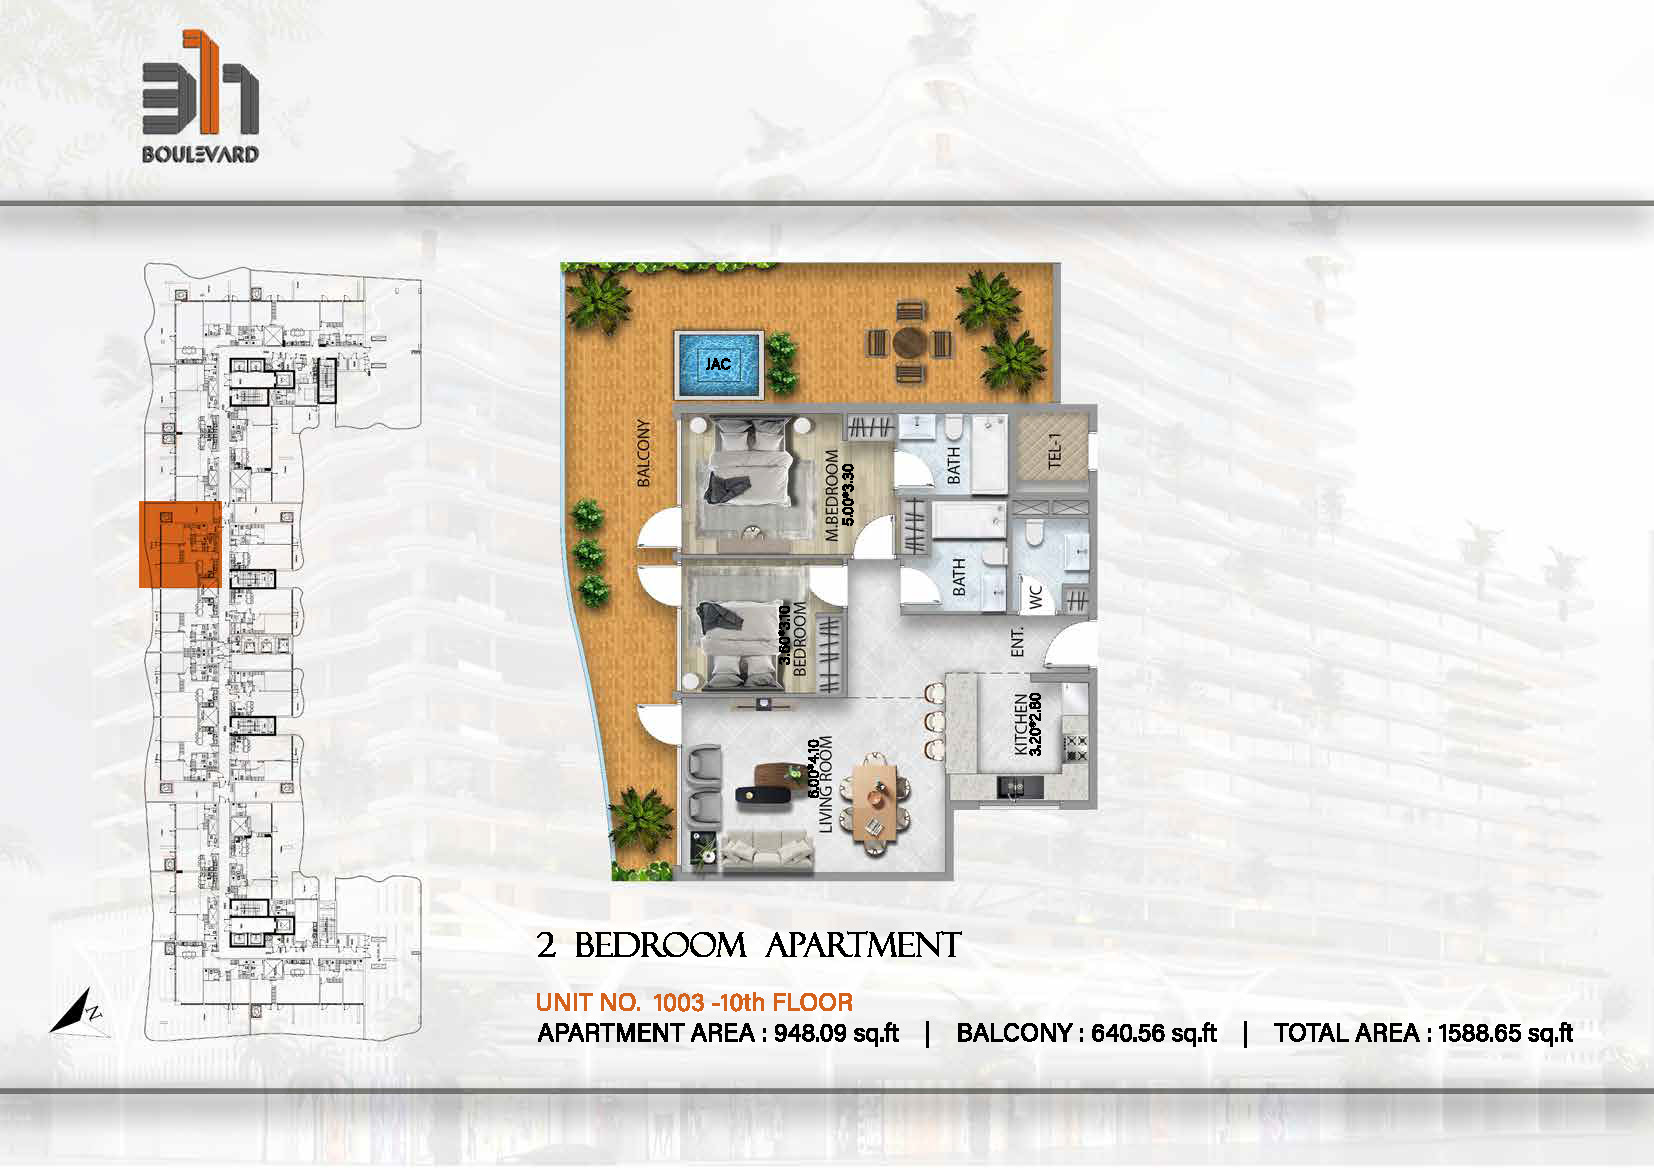 311
BOULEVARD
JAC
BALCONY
M.BEDROOM
5.00*3.30
BATH
TEL-1
BATH
WC
ENT.
3.60*3.10
BEDROOM
KITCHEN
3.20*2.80
6.00*4.10
LIVING ROOM
N
2 BEDROOM APARTMENT
UNIT NO. 1003 -10th FLOOR
APARTMENT AREA : 948.09 sq.ft | BALCONY : 640.56 sq.ft | TOTAL AREA : 1588.65 sq.ft